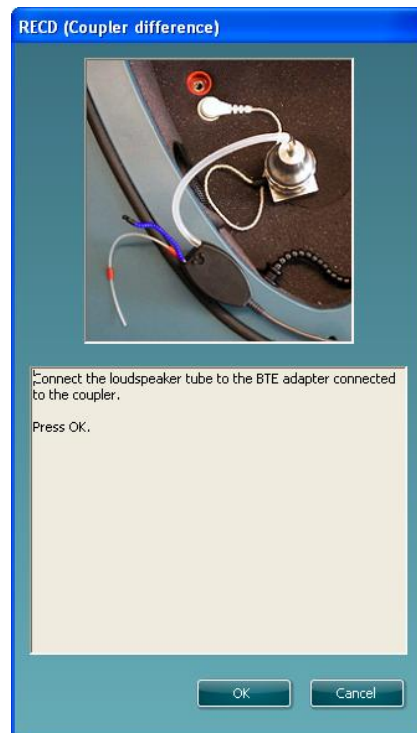 RECD (Coupler difference)
Connect the loudspeaker tube to the BTE adapter connected
to the coupler.
Press OK.
OK
Cancel